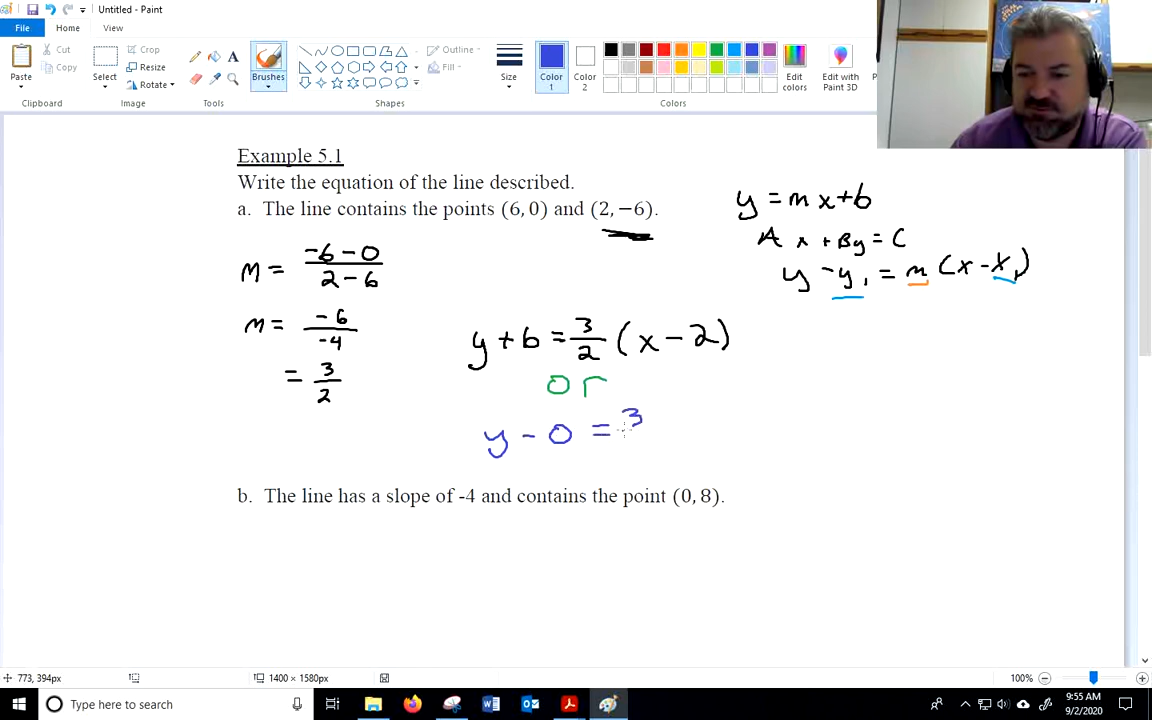 Untitled - Paint
File Home View
Cut
Copy
Paste
Crop
Resize
Rotate
Select
Brushes
Outline
Fill
Size
Color 1
Color 2
Edit colors
Edit with Paint 3D
Clipboard Image Tools Shapes Colors
Example 5.1
Write the equation of the line described.
a. The line contains the points (6, 0) and (2, −6).
y = mx+b
Ax + By = C
y - y₁ = m (x - x₁)
m = (-6 - 0)/(2 - 6)
m = -6/-4
= 3/2
y + 6 = 3/2 (x - 2)
or
y - 0 = 3
b. The line has a slope of -4 and contains the point (0, 8).
773, 394px
1400 × 1580px
100%
Type here to search
9:55 AM
9/2/2020